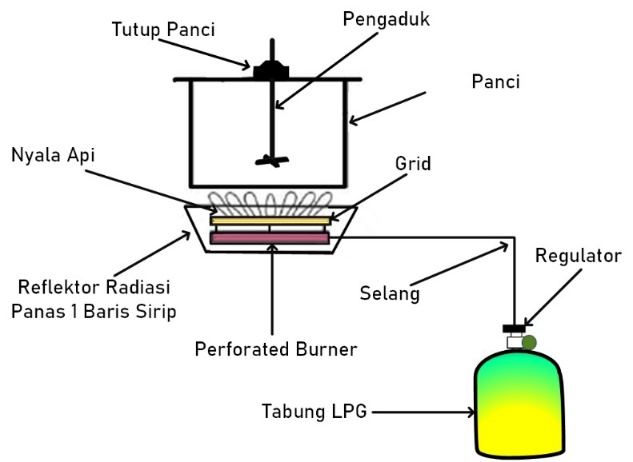 Tutup Panci
Pengaduk
Panci
Nyala Api
Grid
Reflektor Radiasi
Panas 1 Baris Sirip
Selang
Regulator
Perforated Burner
Tabung LPG